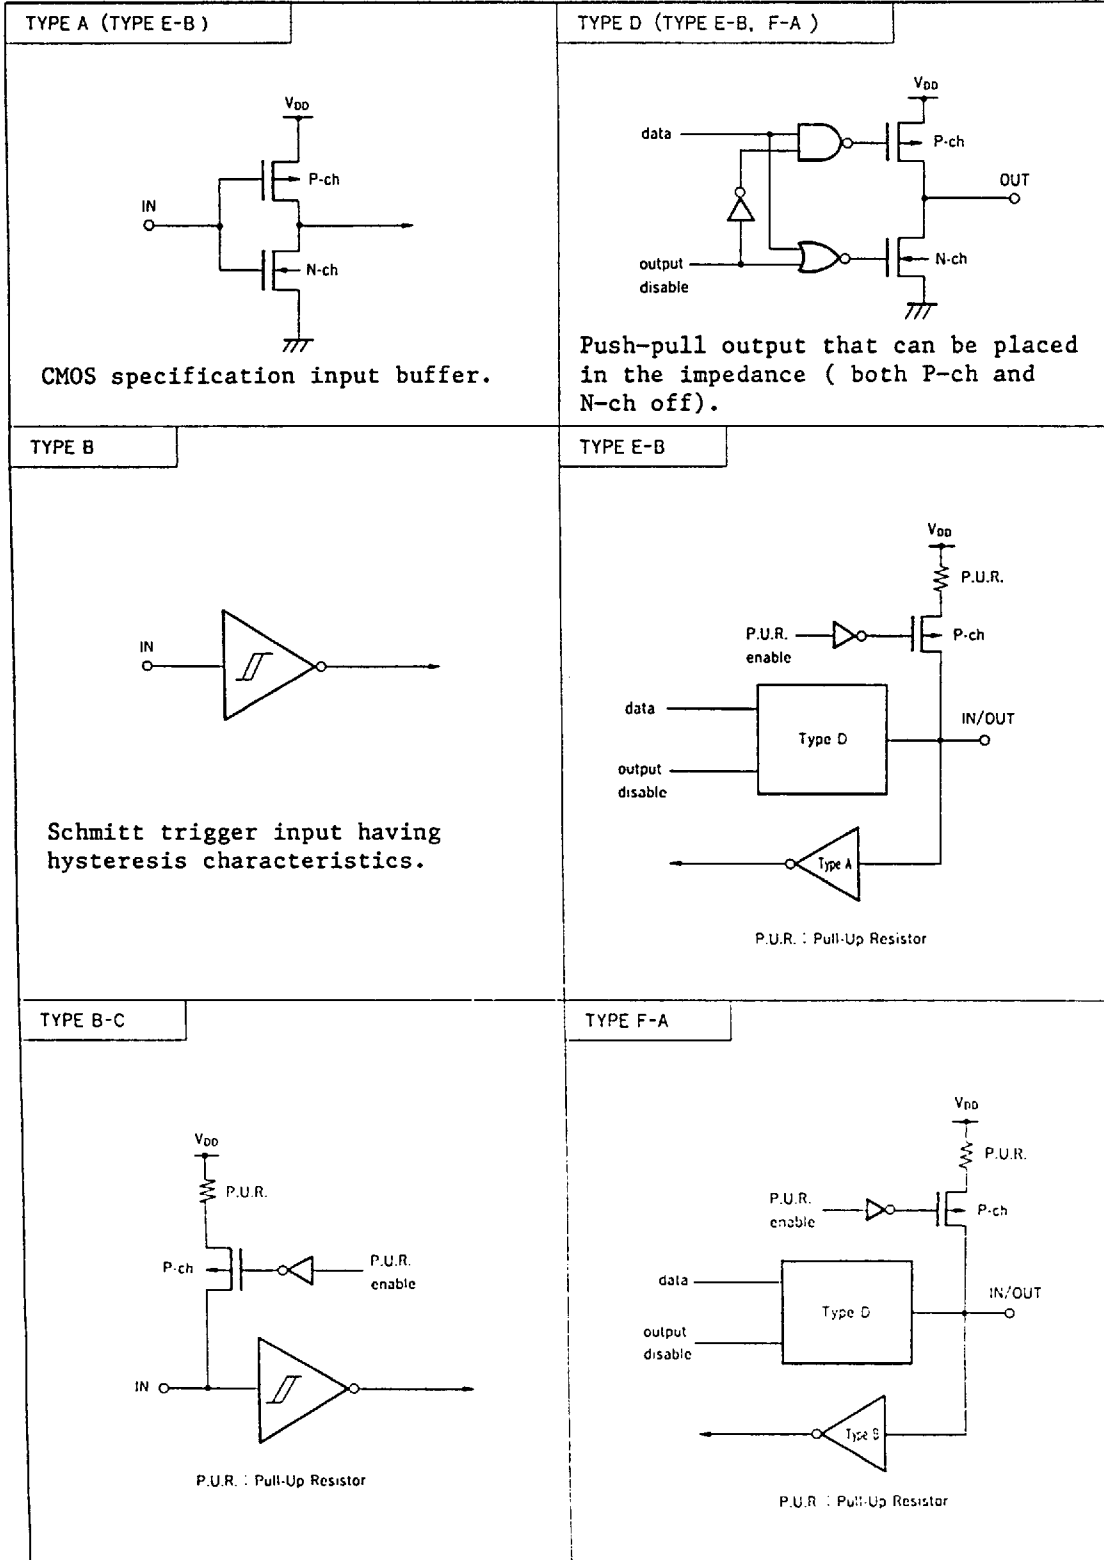 TYPE A (TYPE E-B)
VDD
P-ch
IN
N-ch
CMOS specification input buffer.
TYPE D (TYPE E-B, F-A)
VDD
data
P-ch
OUT
output
disable
N-ch
Push-pull output that can be placed
in the impedance ( both P-ch and
N-ch off).
TYPE B
IN
Schmitt trigger input having
hysteresis characteristics.
TYPE E-B
VDD
P.U.R.
P.U.R.
enable
P-ch
data
Type D
IN/OUT
output
disable
Type A
P.U.R. : Pull-Up Resistor
TYPE B-C
VDD
P.U.R.
P-ch
P.U.R.
enable
IN
P.U.R. : Pull-Up Resistor
TYPE F-A
VDD
P.U.R.
P.U.R.
enable
P-ch
data
Type D
IN/OUT
output
disable
Type B
P.U.R : Pull-Up Resistor